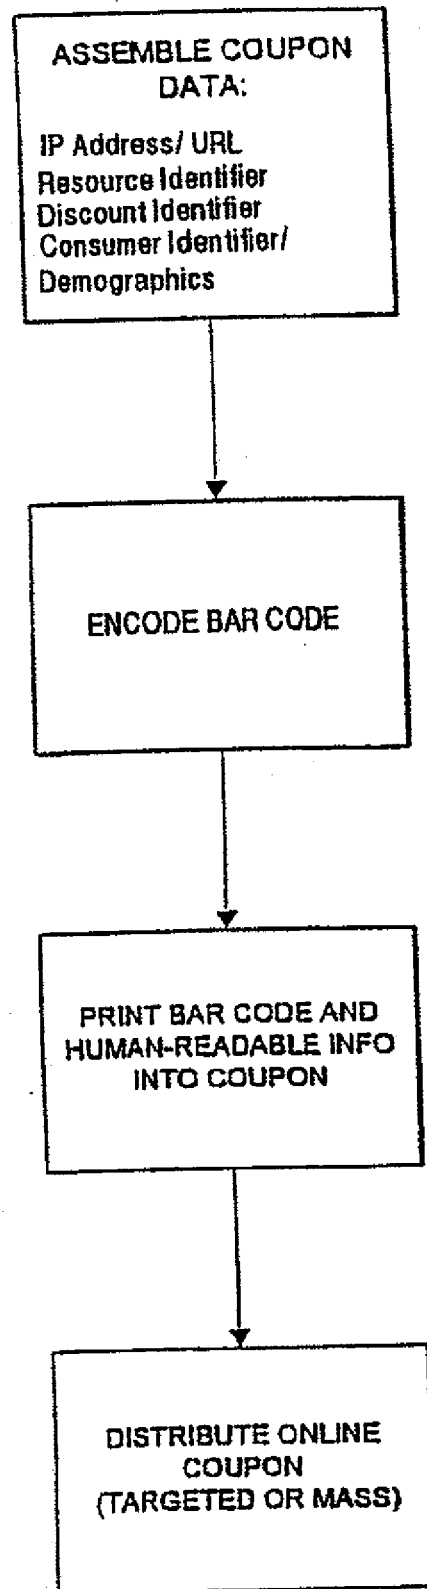 ASSEMBLE COUPON
DATA:
IP Address/ URL
Resource Identifier
Discount Identifier
Consumer Identifier/
Demographics
ENCODE BAR CODE
PRINT BAR CODE AND
HUMAN-READABLE INFO
INTO COUPON
DISTRIBUTE ONLINE
COUPON
(TARGETED OR MASS)